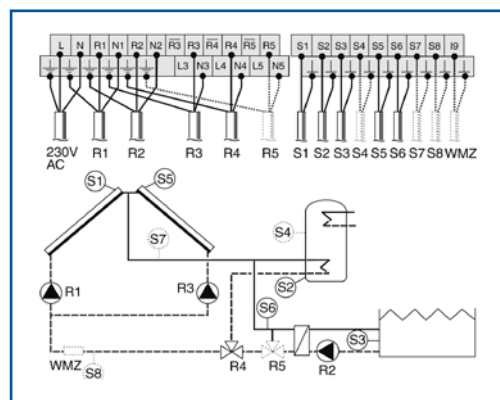 L N R1 N1 R2 N2 R3 R3 R4 R4 R5 R5 S1 S2 S3 S4 S5 S6 S7 S8 I9
L3 N3 L4 N4 L5 N5
230V AC R1 R2 R3 R4 R5 S1 S2 S3 S4 S5 S6 S7 S8 WMZ
S1 S5
S7 S4
R1 R3 S2
S6
S3
WMZ S8 R4 R5 R2